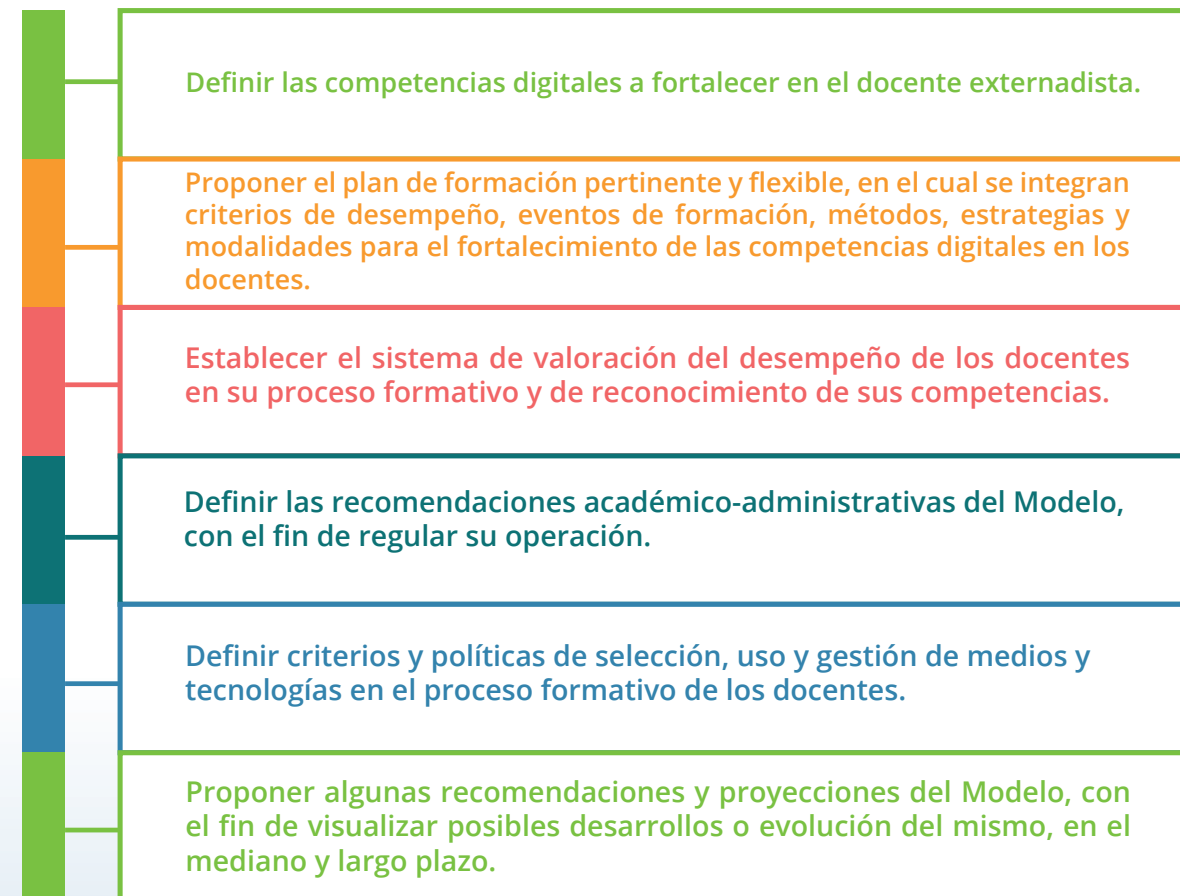 Definir las competencias digitales a fortalecer en el docente externadista.
Proponer el plan de formación pertinente y flexible, en el cual se integran
criterios de desempeño, eventos de formación, métodos, estrategias y
modalidades para el fortalecimiento de las competencias digitales en los
docentes.
Establecer el sistema de valoración del desempeño de los docentes
en su proceso formativo y de reconocimiento de sus competencias.
Definir las recomendaciones académico-administrativas del Modelo,
con el fin de regular su operación.
Definir criterios y políticas de selección, uso y gestión de medios y
tecnologías en el proceso formativo de los docentes.
Proponer algunas recomendaciones y proyecciones del Modelo, con
el fin de visualizar posibles desarrollos o evolución del mismo, en el
mediano y largo plazo.